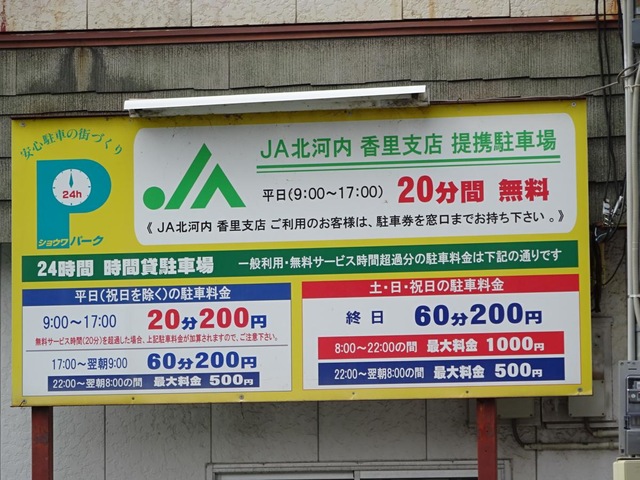 安心駐車の街づくり
P
24h
ショウワパーク
JA
JA北河内 香里支店 提携駐車場
平日(9:00～17:00) 20分間 無料
《 JA北河内 香里支店 ご利用のお客様は、駐車券を窓口までお持ち下さい。》
24時間 時間貸駐車場 一般利用・無料サービス時間超過分の駐車料金は下記の通りです
平日(祝日を除く)の駐車料金
9:00～17:00 20分200円
無料サービス時間(20分)を超過した場合、上記駐車料金が加算されますので、ご注意下さい。
17:00～翌朝9:00 60分200円
22:00～翌朝8:00の間 最大料金 500円
土・日・祝日の駐車料金
終日 60分200円
8:00～22:00の間 最大料金 1000円
22:00～翌朝8:00の間 最大料金 500円